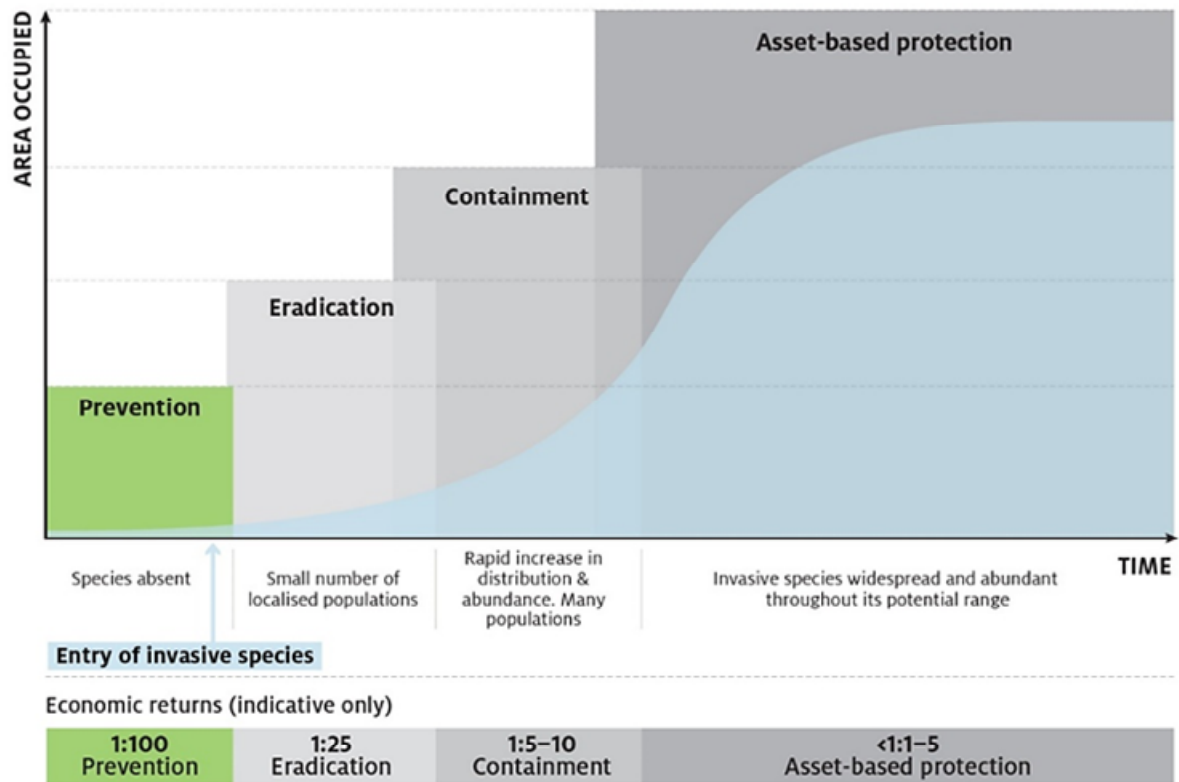 AREA OCCUPIED
Asset-based protection
Containment
Eradication
Prevention
TIME
Species absent
Small number of
localised populations
Rapid increase in
distribution &
abundance. Many
populations
Invasive species widespread and abundant
throughout its potential range
Entry of invasive species
Economic returns (indicative only)
1:100
Prevention
1:25
Eradication
1:5–10
Containment
<1:1–5
Asset-based protection